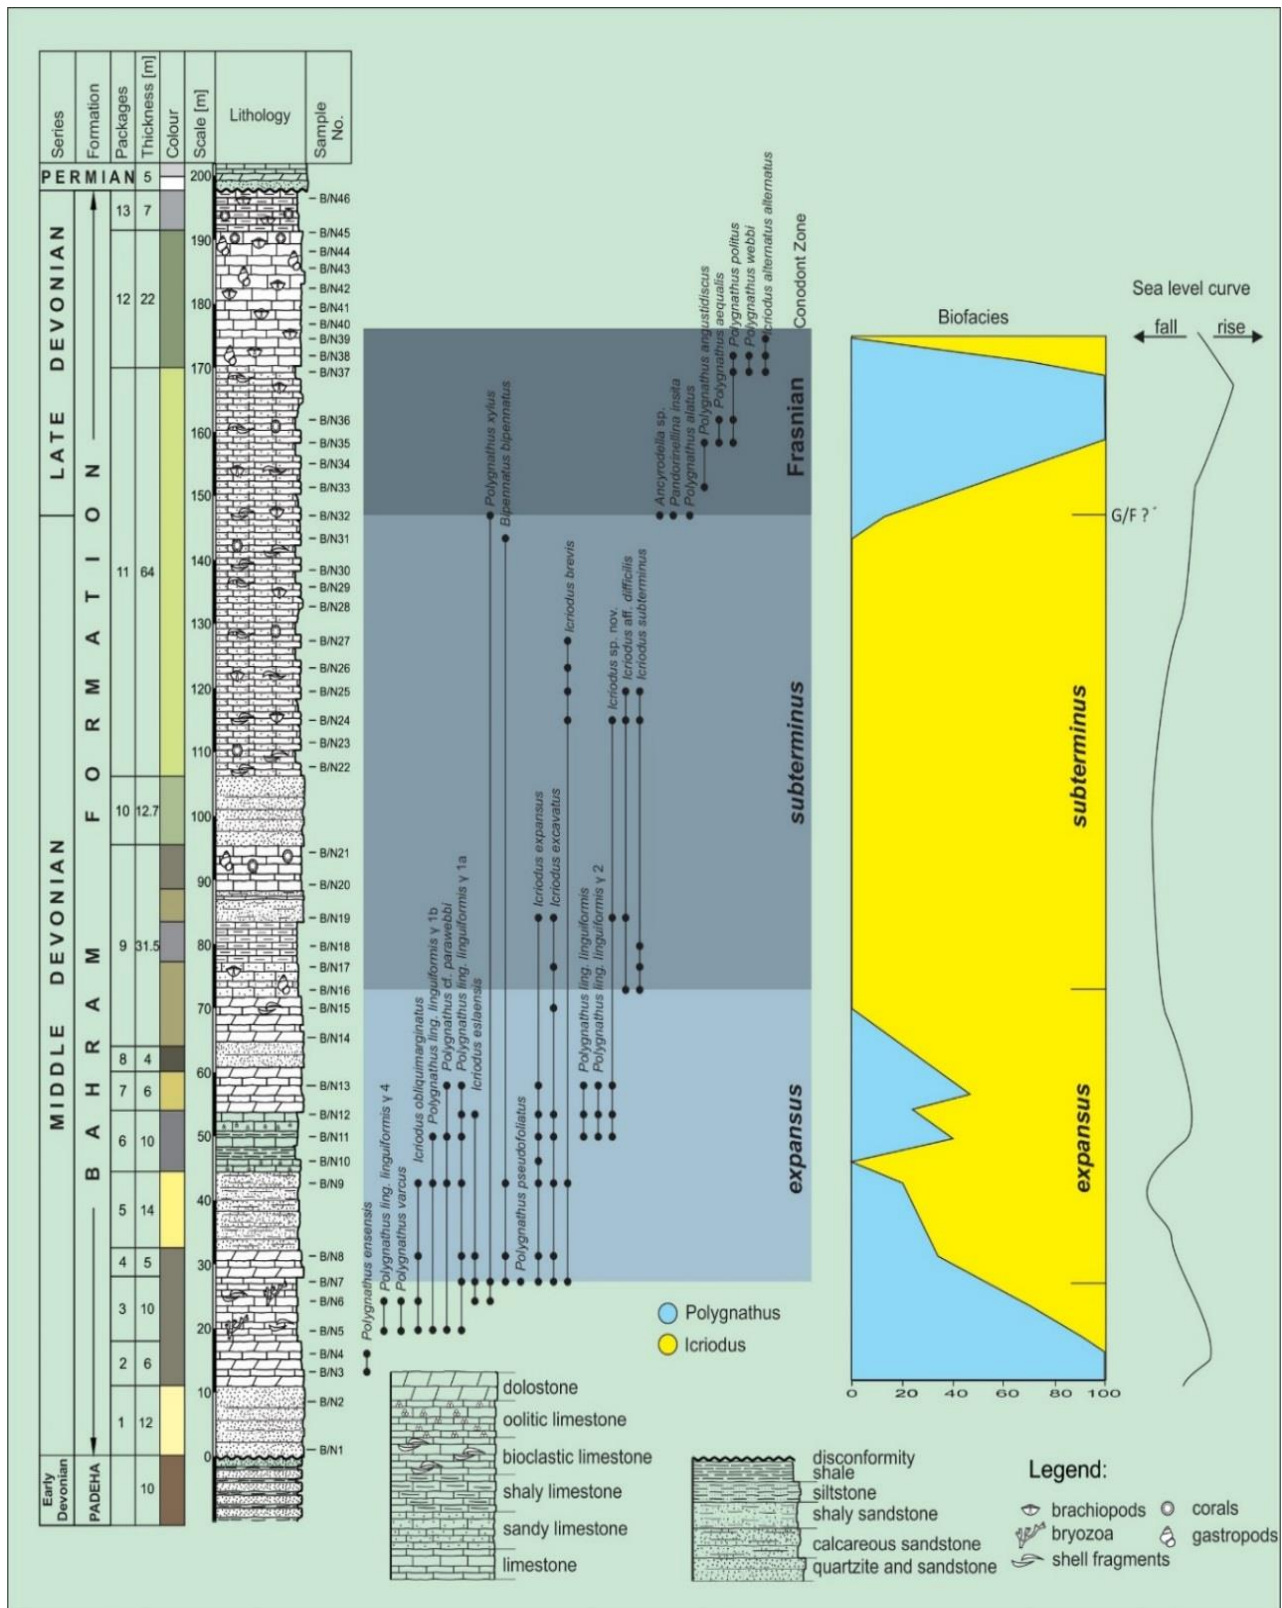 Series
Formation
Packages
Thickness [m]
Colour
Scale [m]
Lithology
Sample
No.
PERMIAN
LATE DEVONIAN
MIDDLE DEVONIAN
Early
Devonian
BAHRAM FORMATION
PADEHA
5
13 7
12 22
11 64
10 12.7
9 31.5
8 4
7 6
6 10
5 14
4 5
3 10
2 6
1 12
10
200
190
180
170
160
150
140
130
120
110
100
90
80
70
60
50
40
30
20
10
0
B/N46
B/N45
B/N44
B/N43
B/N42
B/N41
B/N40
B/N39
B/N38
B/N37
B/N36
B/N35
B/N34
B/N33
B/N32
B/N31
B/N30
B/N29
B/N28
B/N27
B/N26
B/N25
B/N24
B/N23
B/N22
B/N21
B/N20
B/N19
B/N18
B/N17
B/N16
B/N15
B/N14
B/N13
B/N12
B/N11
B/N10
B/N9
B/N8
B/N7
B/N6
B/N5
B/N4
B/N3
B/N2
B/N1
Polygnathus ensensis
Polygnathus ling. linguiformis γ 4
Polygnathus varcus
Icriodus obliquimarginatus
Polygnathus ling. linguiformis γ 1b
Polygnathus cf. parawebbi
Polygnathus ling. linguiformis γ 1a
Icriodus eslaensis
Polygnathus xylus
Bipennatus bipennatus
Polygnathus pseudofoliatus
Icriodus expansus
Icriodus excavatus
Icriodus brevis
Polygnathus ling. linguiformis
Polygnathus ling. linguiformis γ 2
Icriodus sp. nov.
Icriodus aff. difficilis
Icriodus subterminus
Ancyrodella sp.
Pandorinellina insita
Polygnathus alatus
Polygnathus angustidiscus
Polygnathus aequalis
Polygnathus politus
Polygnathus webbi
Icriodus alternatus alternatus
Conodont Zone
Frasnian
subterminus
expansus
Biofacies
subterminus
expansus
0 20 40 60 80 100
Sea level curve
fall rise
G/F ?
Polygnathus
Icriodus
dolostone
oolitic limestone
bioclastic limestone
shaly limestone
sandy limestone
limestone
disconformity
shale
siltstone
shaly sandstone
calcareous sandstone
quartzite and sandstone
Legend:
brachiopods
bryozoa
shell fragments
corals
gastropods